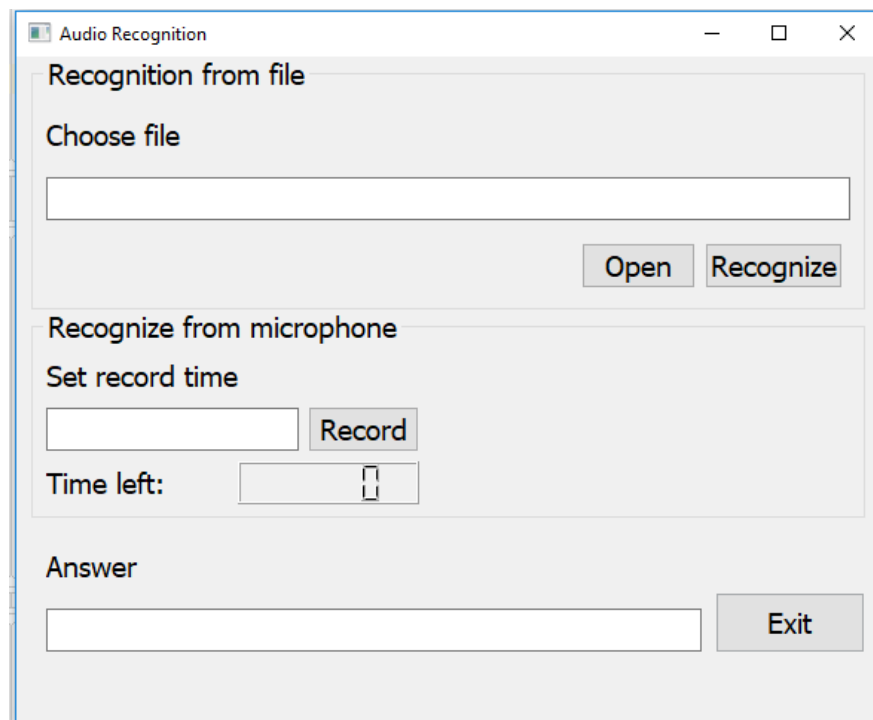 Audio Recognition
Recognition from file
Choose file
Open Recognize
Recognize from microphone
Set record time
Record
Time left: 0
Answer
Exit